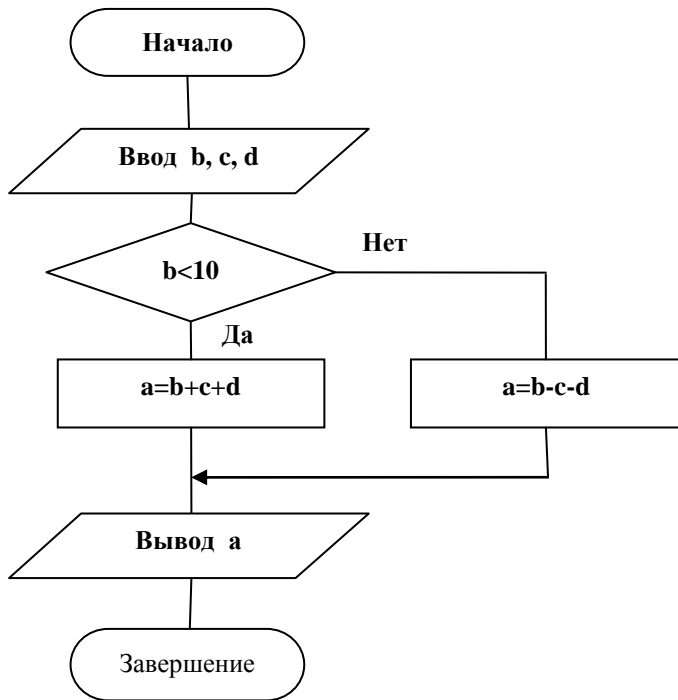 Начало
Ввод b, c, d
Нет
b<10
Да
a=b+c+d
a=b-c-d
Вывод a
Завершение